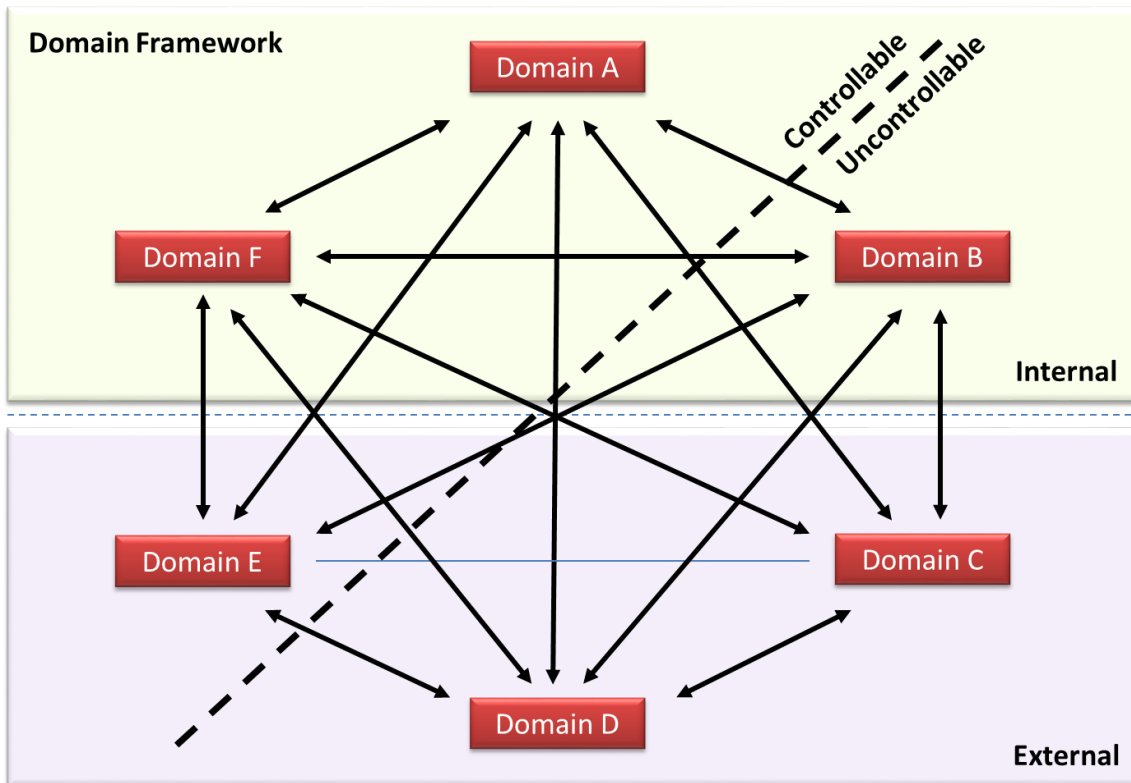 Domain Framework
Domain A
Controllable
Uncontrollable
Domain F
Domain B
Internal
Domain E
Domain C
Domain D
External